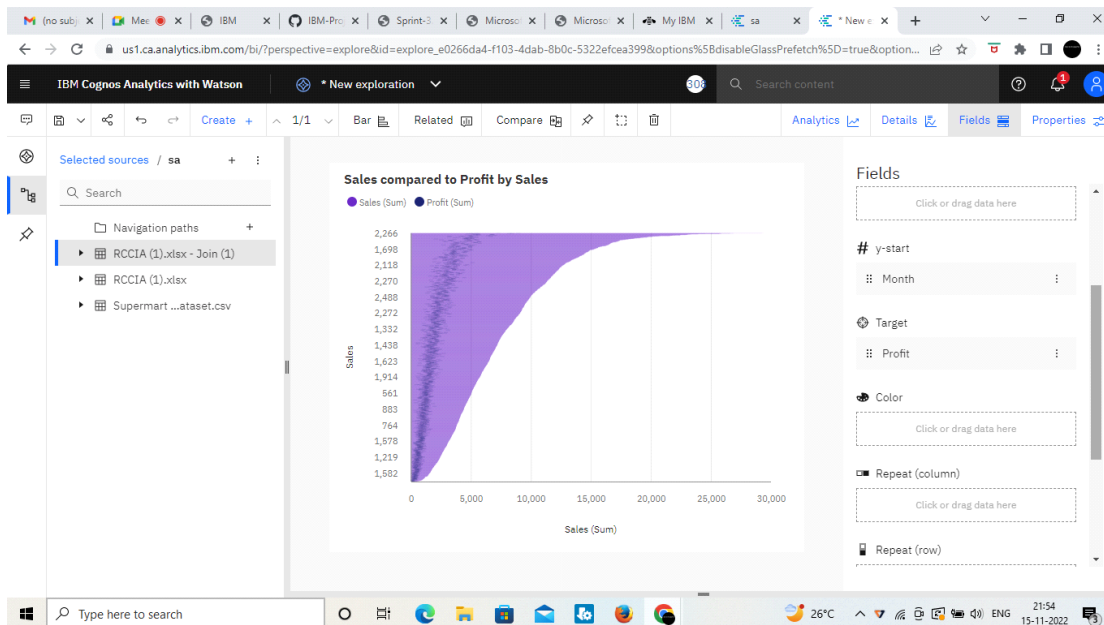 (no subj
Mee
IBM
IBM-Pro
Sprint-3
Microso
Microso
My IBM
sa
* New e
us1.ca.analytics.ibm.com/bi/?perspective=explore&id=explore_e0266da4-f103-4dab-8b0c-5322efcea399&options%5BdisableGlassPrefetch%5D=true&option...
IBM Cognos Analytics with Watson
* New exploration
308
Search content
1
Create +
1/1
Bar
Related
Compare
Analytics
Details
Fields
Properties
Selected sources / sa
Search
Navigation paths
RCCIA (1).xlsx - Join (1)
RCCIA (1).xlsx
Supermart ...ataset.csv
Sales compared to Profit by Sales
Sales (Sum) Profit (Sum)
2,266
1,698
2,118
2,270
2,488
2,272
1,332
1,438
1,623
1,914
561
883
764
1,578
1,219
1,582
Sales
0 5,000 10,000 15,000 20,000 25,000 30,000
Sales (Sum)
Fields
Click or drag data here
# y-start
Month
Target
Profit
Color
Click or drag data here
Repeat (column)
Click or drag data here
Repeat (row)
Type here to search
26°C
ENG
21:54
15-11-2022
3